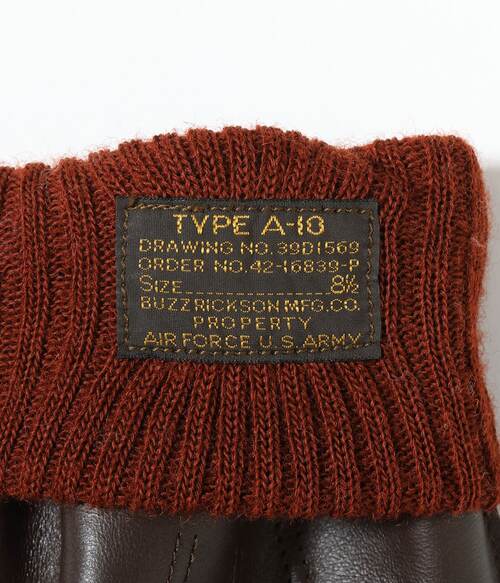 TYPE A-10
DRAWING NO. 39D1569
ORDER NO. 42-16839-P
SIZE 8½
BUZZ RICKSON MFG. CO.
PROPERTY
AIR FORCE U.S. ARMY